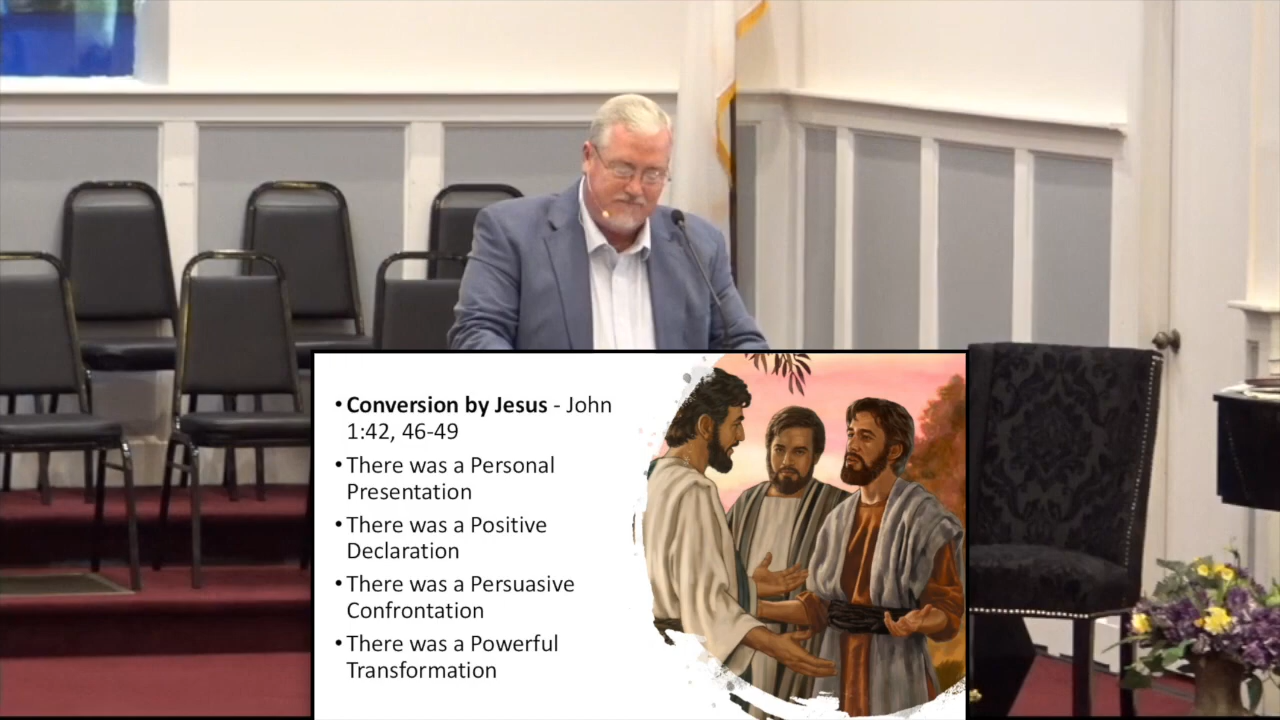 • Conversion by Jesus - John
1:42, 46-49
• There was a Personal
Presentation
• There was a Positive
Declaration
• There was a Persuasive
Confrontation
• There was a Powerful
Transformation